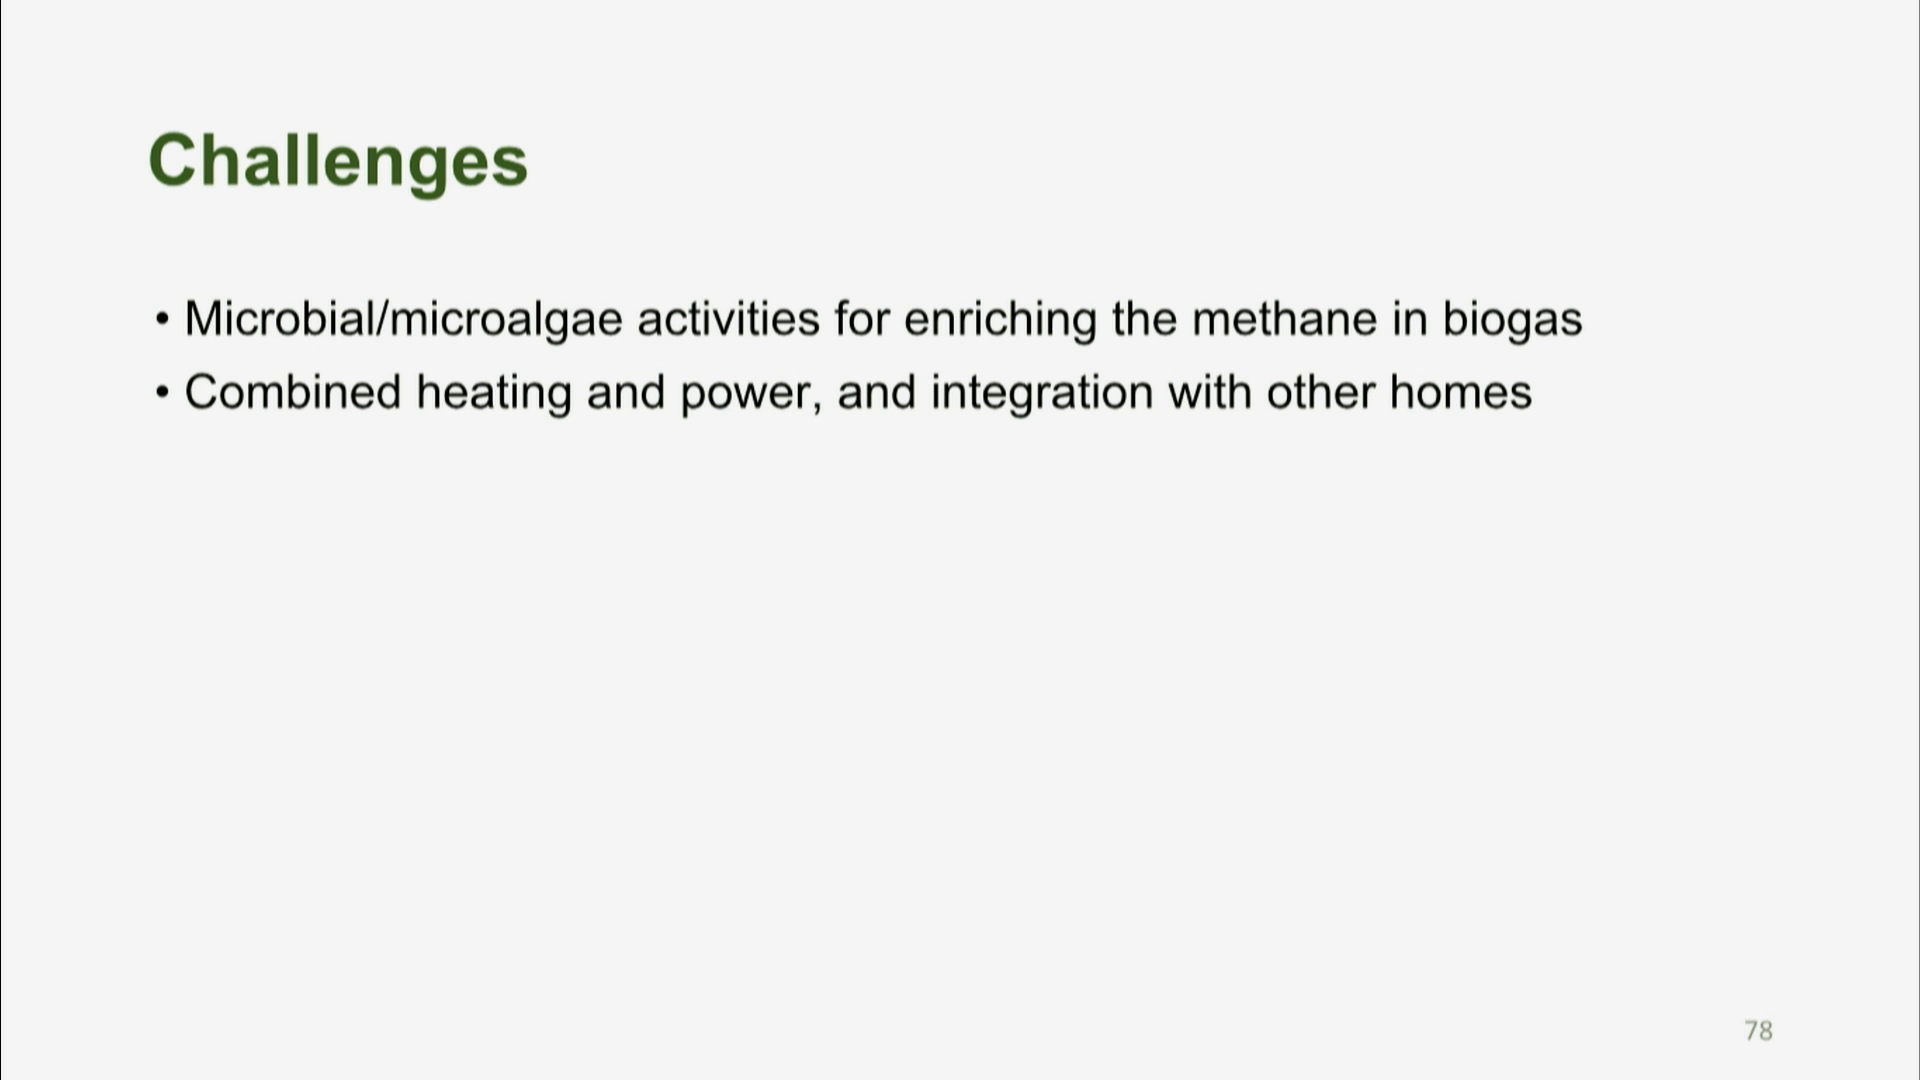 Challenges
• Microbial/microalgae activities for enriching the methane in biogas
• Combined heating and power, and integration with other homes
78